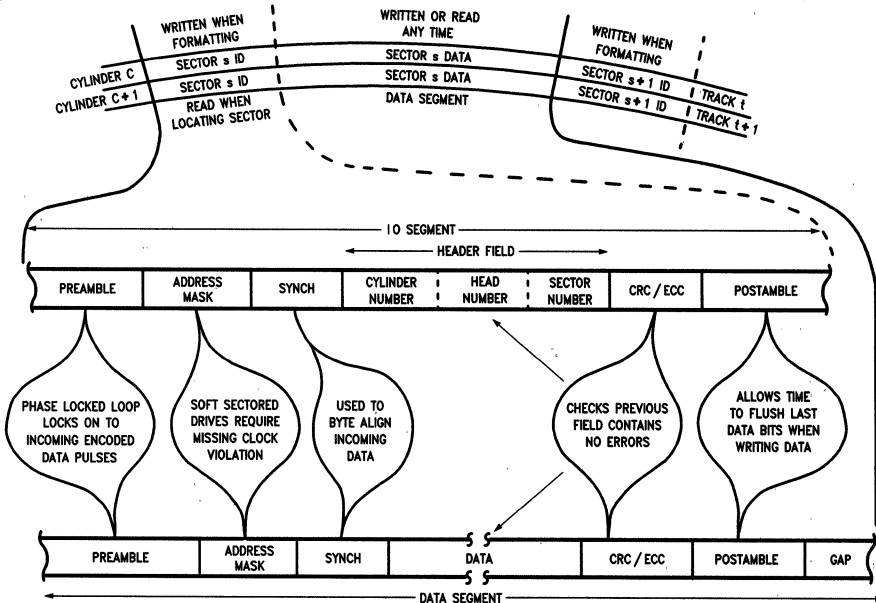 WRITTEN WHEN
FORMATTING
WRITTEN OR READ
ANY TIME
WRITTEN WHEN
FORMATTING
CYLINDER C
SECTOR s ID
SECTOR s DATA
SECTOR s+1 ID
TRACK t
CYLINDER C+1
SECTOR s ID
SECTOR s DATA
SECTOR s+1 ID
TRACK t+1
READ WHEN
LOCATING SECTOR
DATA SEGMENT
IO SEGMENT
HEADER FIELD
PREAMBLE
ADDRESS
MASK
SYNCH
CYLINDER
NUMBER
HEAD
NUMBER
SECTOR
NUMBER
CRC/ECC
POSTAMBLE
PHASE LOCKED LOOP
LOCKS ON TO
INCOMING ENCODED
DATA PULSES
SOFT SECTORED
DRIVES REQUIRE
MISSING CLOCK
VIOLATION
USED TO
BYTE ALIGN
INCOMING
DATA
CHECKS PREVIOUS
FIELD CONTAINS
NO ERRORS
ALLOWS TIME
TO FLUSH LAST
DATA BITS WHEN
WRITING DATA
PREAMBLE
ADDRESS
MASK
SYNCH
DATA
CRC/ECC
POSTAMBLE
GAP
DATA SEGMENT